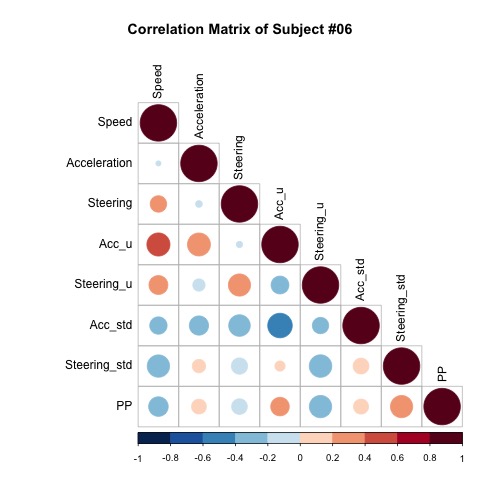 Correlation Matrix of Subject #06
Speed
Acceleration
Steering
Acc_u
Steering_u
Acc_std
Steering_std
PP
Speed
Acceleration
Steering
Acc_u
Steering_u
Acc_std
Steering_std
PP
-1 -0.8 -0.6 -0.4 -0.2 0 0.2 0.4 0.6 0.8 1